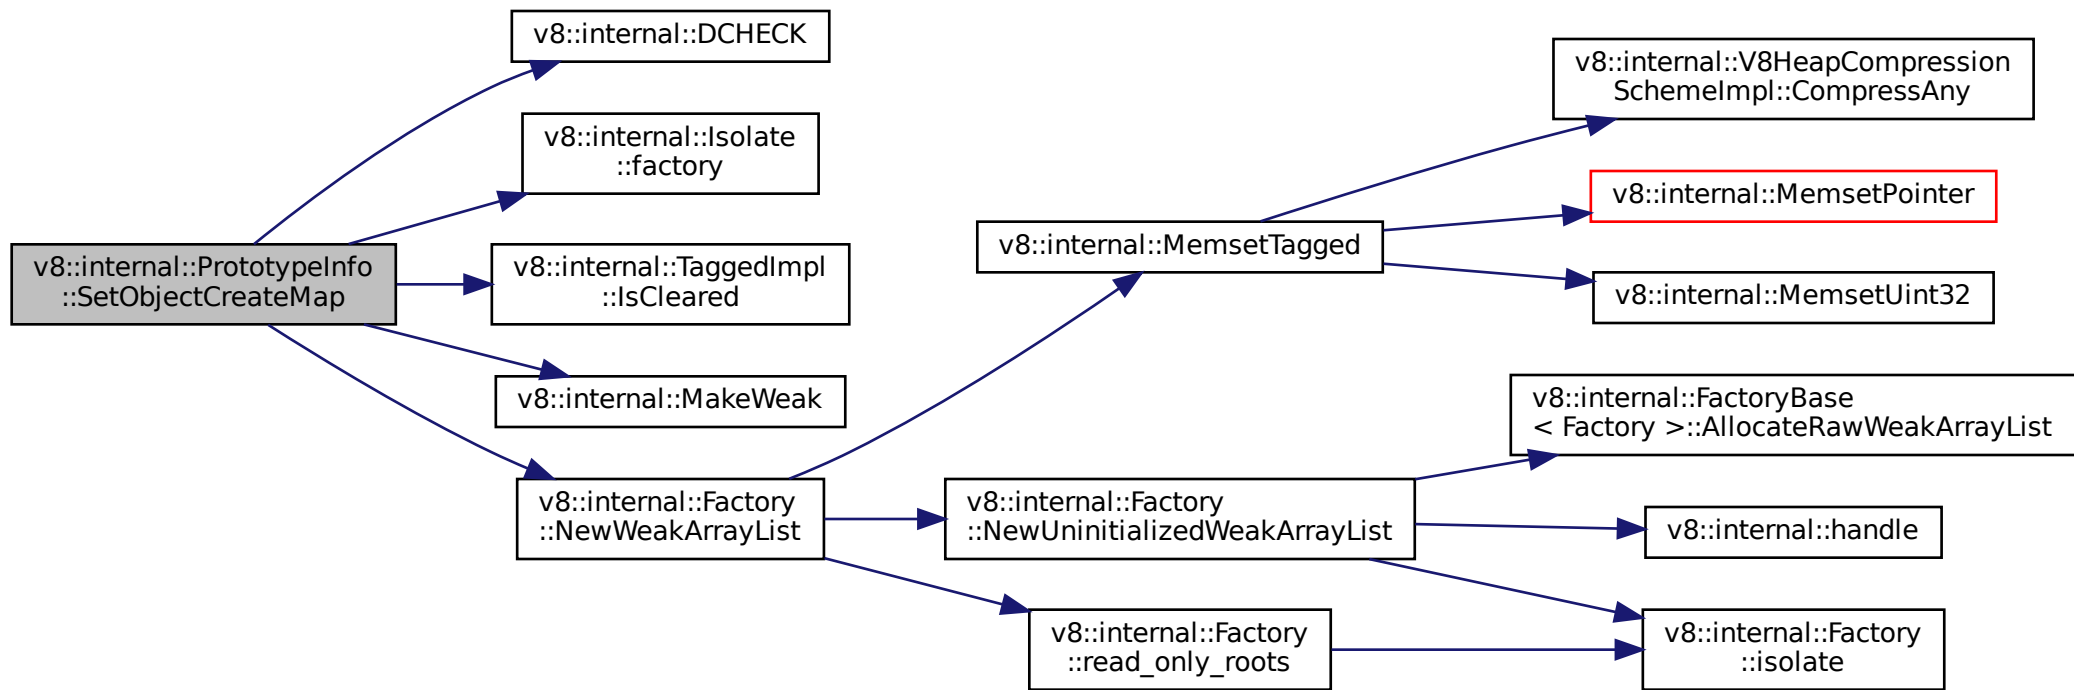 v8::internal::PrototypeInfo
::SetObjectCreateMap
v8::internal::DCHECK
v8::internal::Isolate
::factory
v8::internal::TaggedImpl
::IsCleared
v8::internal::MakeWeak
v8::internal::Factory
::NewWeakArrayList
v8::internal::MemsetTagged
v8::internal::V8HeapCompression
SchemeImpl::CompressAny
v8::internal::MemsetPointer
v8::internal::MemsetUint32
v8::internal::Factory
::NewUninitializedWeakArrayList
v8::internal::FactoryBase
< Factory >::AllocateRawWeakArrayList
v8::internal::handle
v8::internal::Factory
::isolate
v8::internal::Factory
::read_only_roots